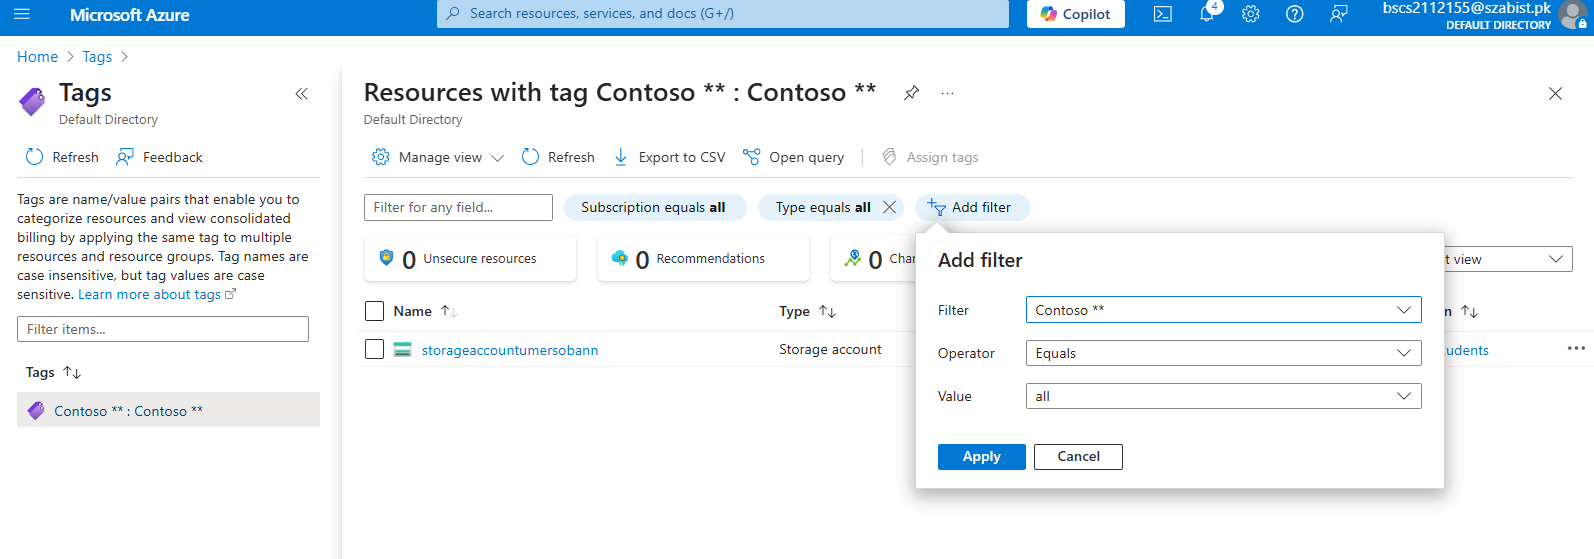 Microsoft Azure
Search resources, services, and docs (G+/)
Copilot
4
bscs2112155@szabist.pk
DEFAULT DIRECTORY
Home
Tags
Tags
Default Directory
Refresh
Feedback
Tags are name/value pairs that enable you to
categorize resources and view consolidated
billing by applying the same tag to multiple
resources and resource groups. Tag names are
case insensitive, but tag values are case
sensitive. Learn more about tags
Filter items...
Tags
Contoso ** : Contoso **
Resources with tag Contoso ** : Contoso **
Default Directory
Manage view
Refresh
Export to CSV
Open query
Assign tags
Filter for any field...
Subscription equals all
Type equals all
Add filter
0 Unsecure resources
0 Recommendations
0
view
Name
Type
storageaccountumersobann
Storage account
Add filter
Filter
Contoso **
Operator
Equals
Value
all
Apply
Cancel